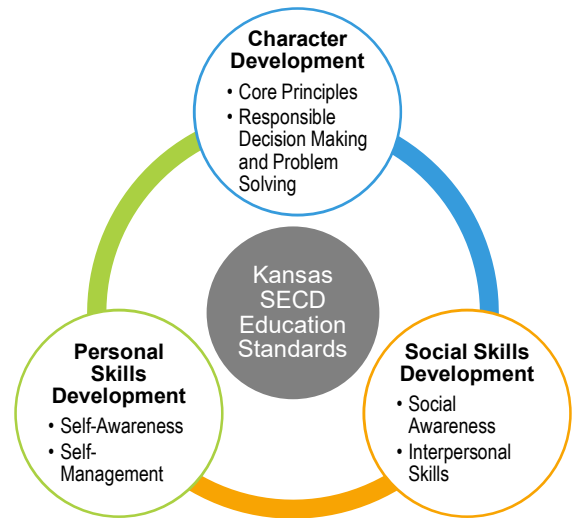 Character
Development
• Core Principles
• Responsible
Decision Making
and Problem
Solving
Kansas
SECD
Education
Standards
Personal
Skills
Development
• Self-Awareness
• Self-
Management
Social Skills
Development
• Social
Awareness
• Interpersonal
Skills